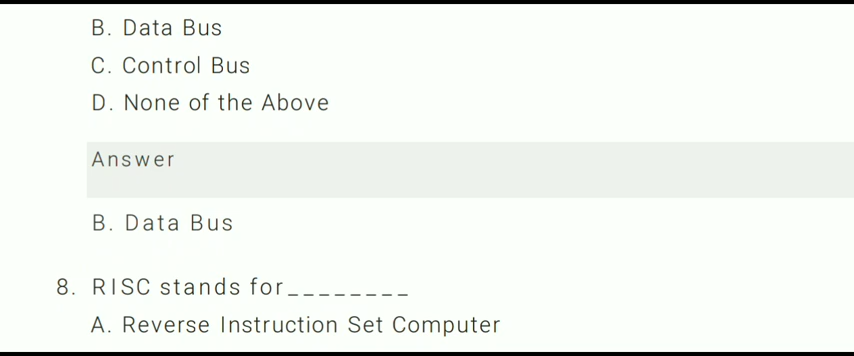 B. Data Bus
C. Control Bus
D. None of the Above
Answer
B. Data Bus
8. RISC stands for________
A. Reverse Instruction Set Computer